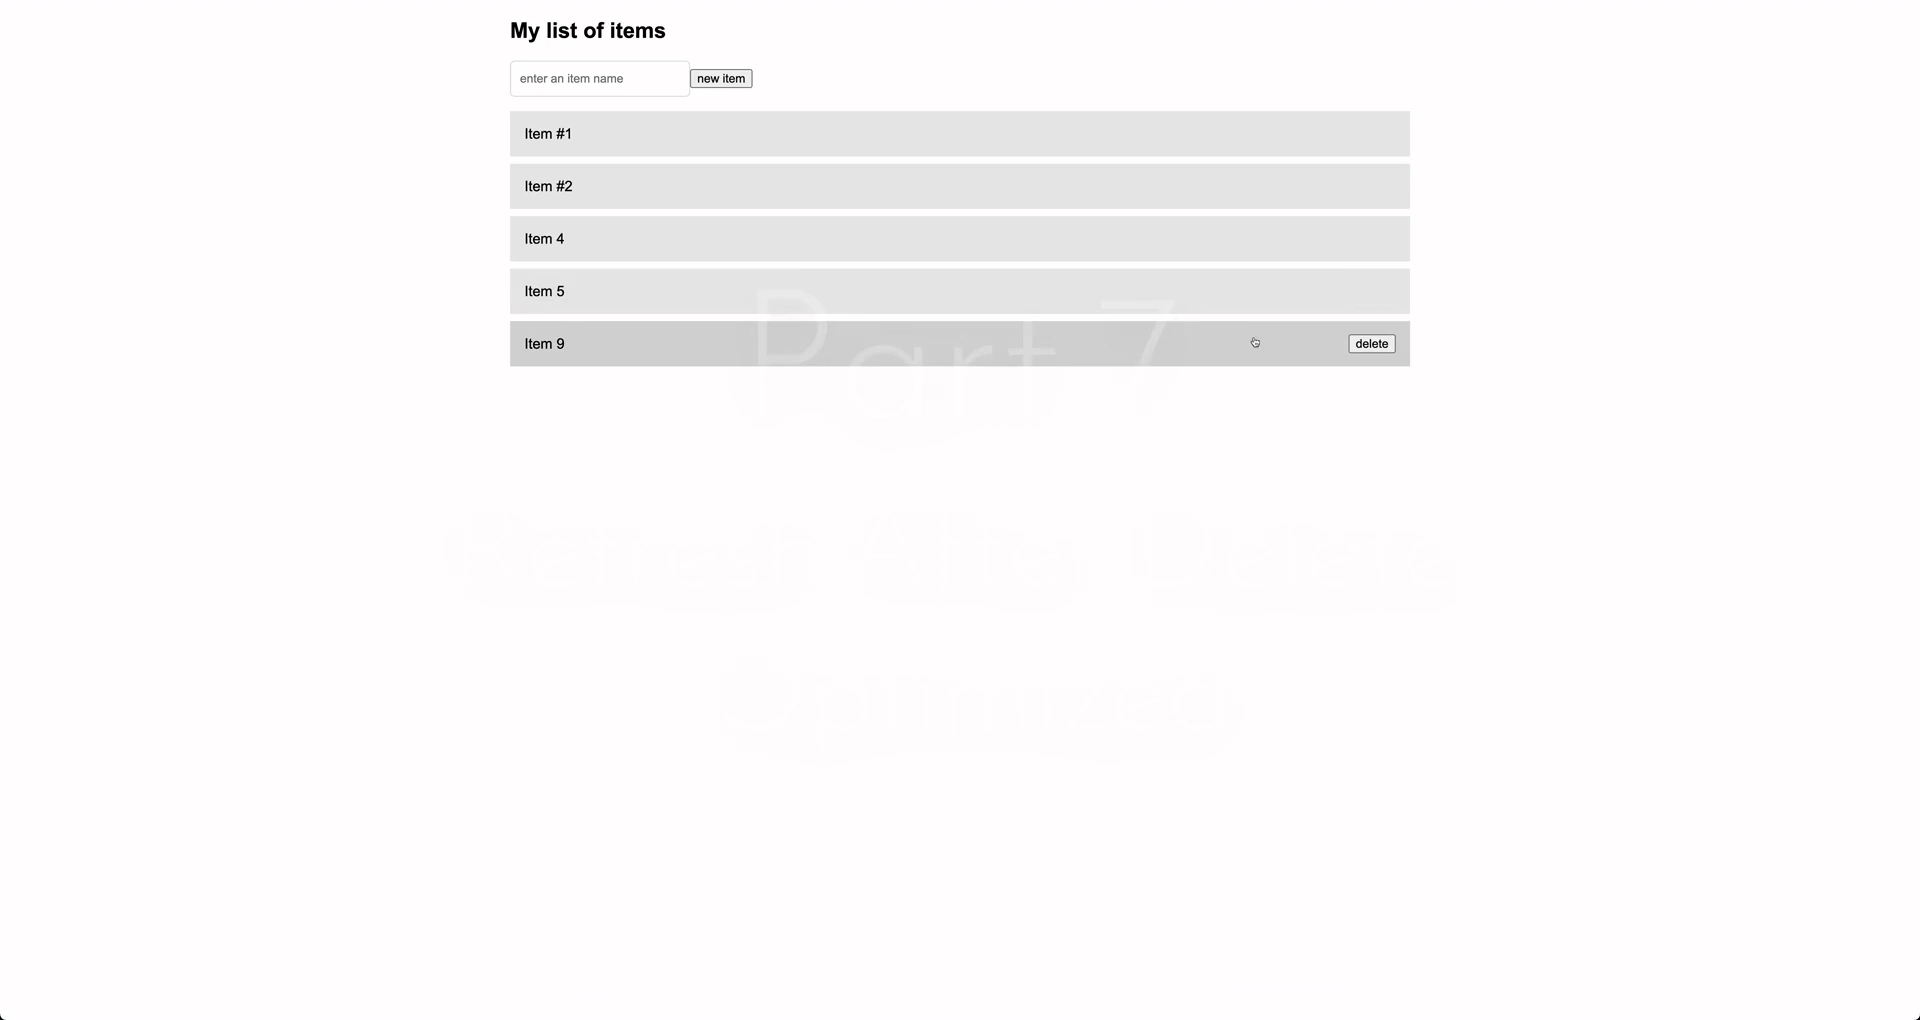 My list of items
enter an item name new item
Item #1
Item #2
Item 4
Item 5
Item 9 delete
Part 7
Refresh After Delete
Optimized